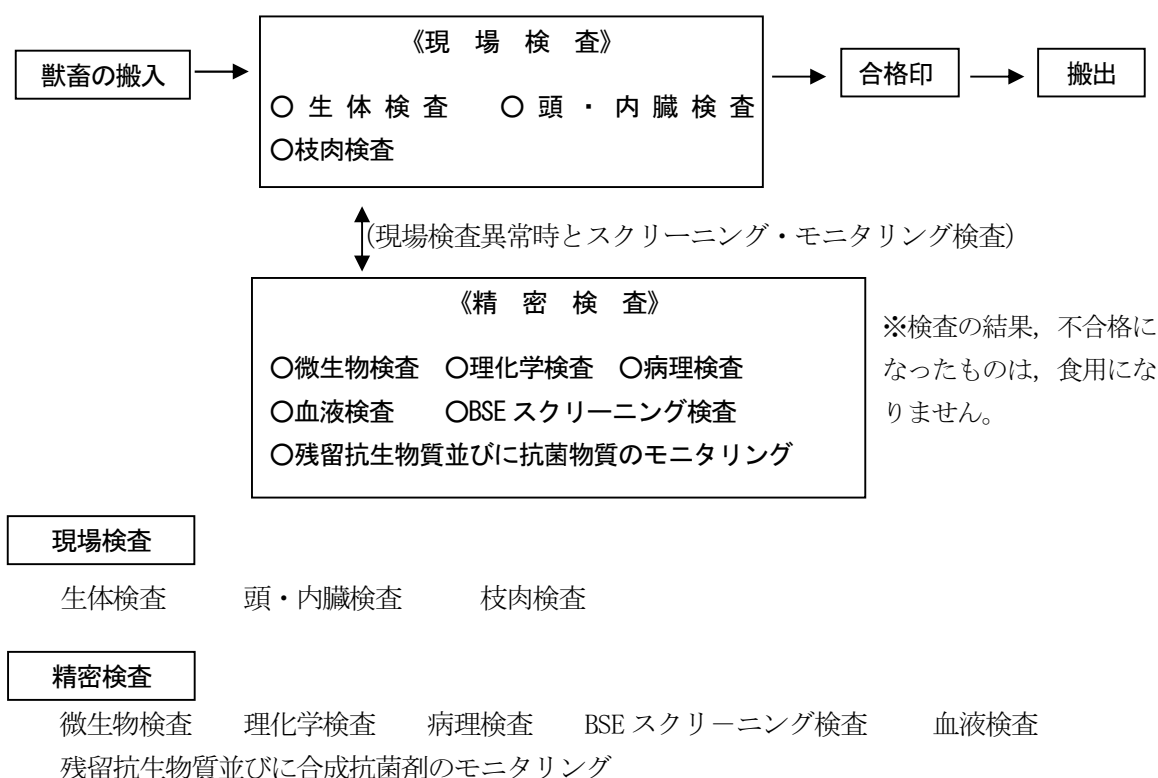 獣畜の搬入
《現　場　検　査》
〇 生 体 検 査　　〇 頭 ・ 内 臓 検 査
〇枝肉検査
合格印
搬出
(現場検査異常時とスクリーニング・モニタリング検査)
《精　密　検　査》
〇微生物検査　〇理化学検査　〇病理検査
〇血液検査　　〇BSE スクリーニング検査
〇残留抗生物質並びに抗菌物質のモニタリング
※検査の結果，不合格に
なったものは，食用にな
りません。
現場検査
生体検査　　　頭・内臓検査　　　枝肉検査
精密検査
微生物検査　　理化学検査　　病理検査　　BSE スクリ－ニング検査　　血液検査
残留抗生物質並びに合成抗菌剤のモニタリング